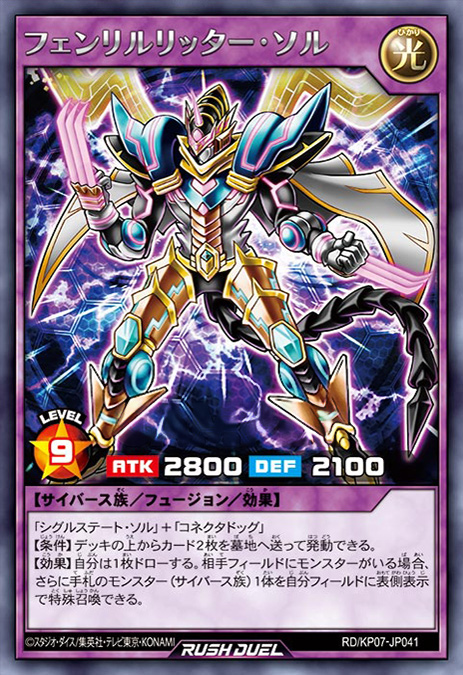 フェンリルリッター・ソル
ひかり
光
LEVEL
9
ATK 2800 DEF 2100
【サイバース族/フュージョン/効果】
「シグルステート・ソル」+「コネクタドッグ」
【条件】デッキの上からカード2枚を墓地へ送って発動できる。
【効果】自分は1枚ドローする。相手フィールドにモンスターがいる場合、
さらに手札のモンスター(サイバース族)1体を自分フィールドに表側表示
で特殊召喚できる。
©スタジオ・ダイス/集英社・テレビ東京・KONAMI
RUSH DUEL
RD/KP07-JP041